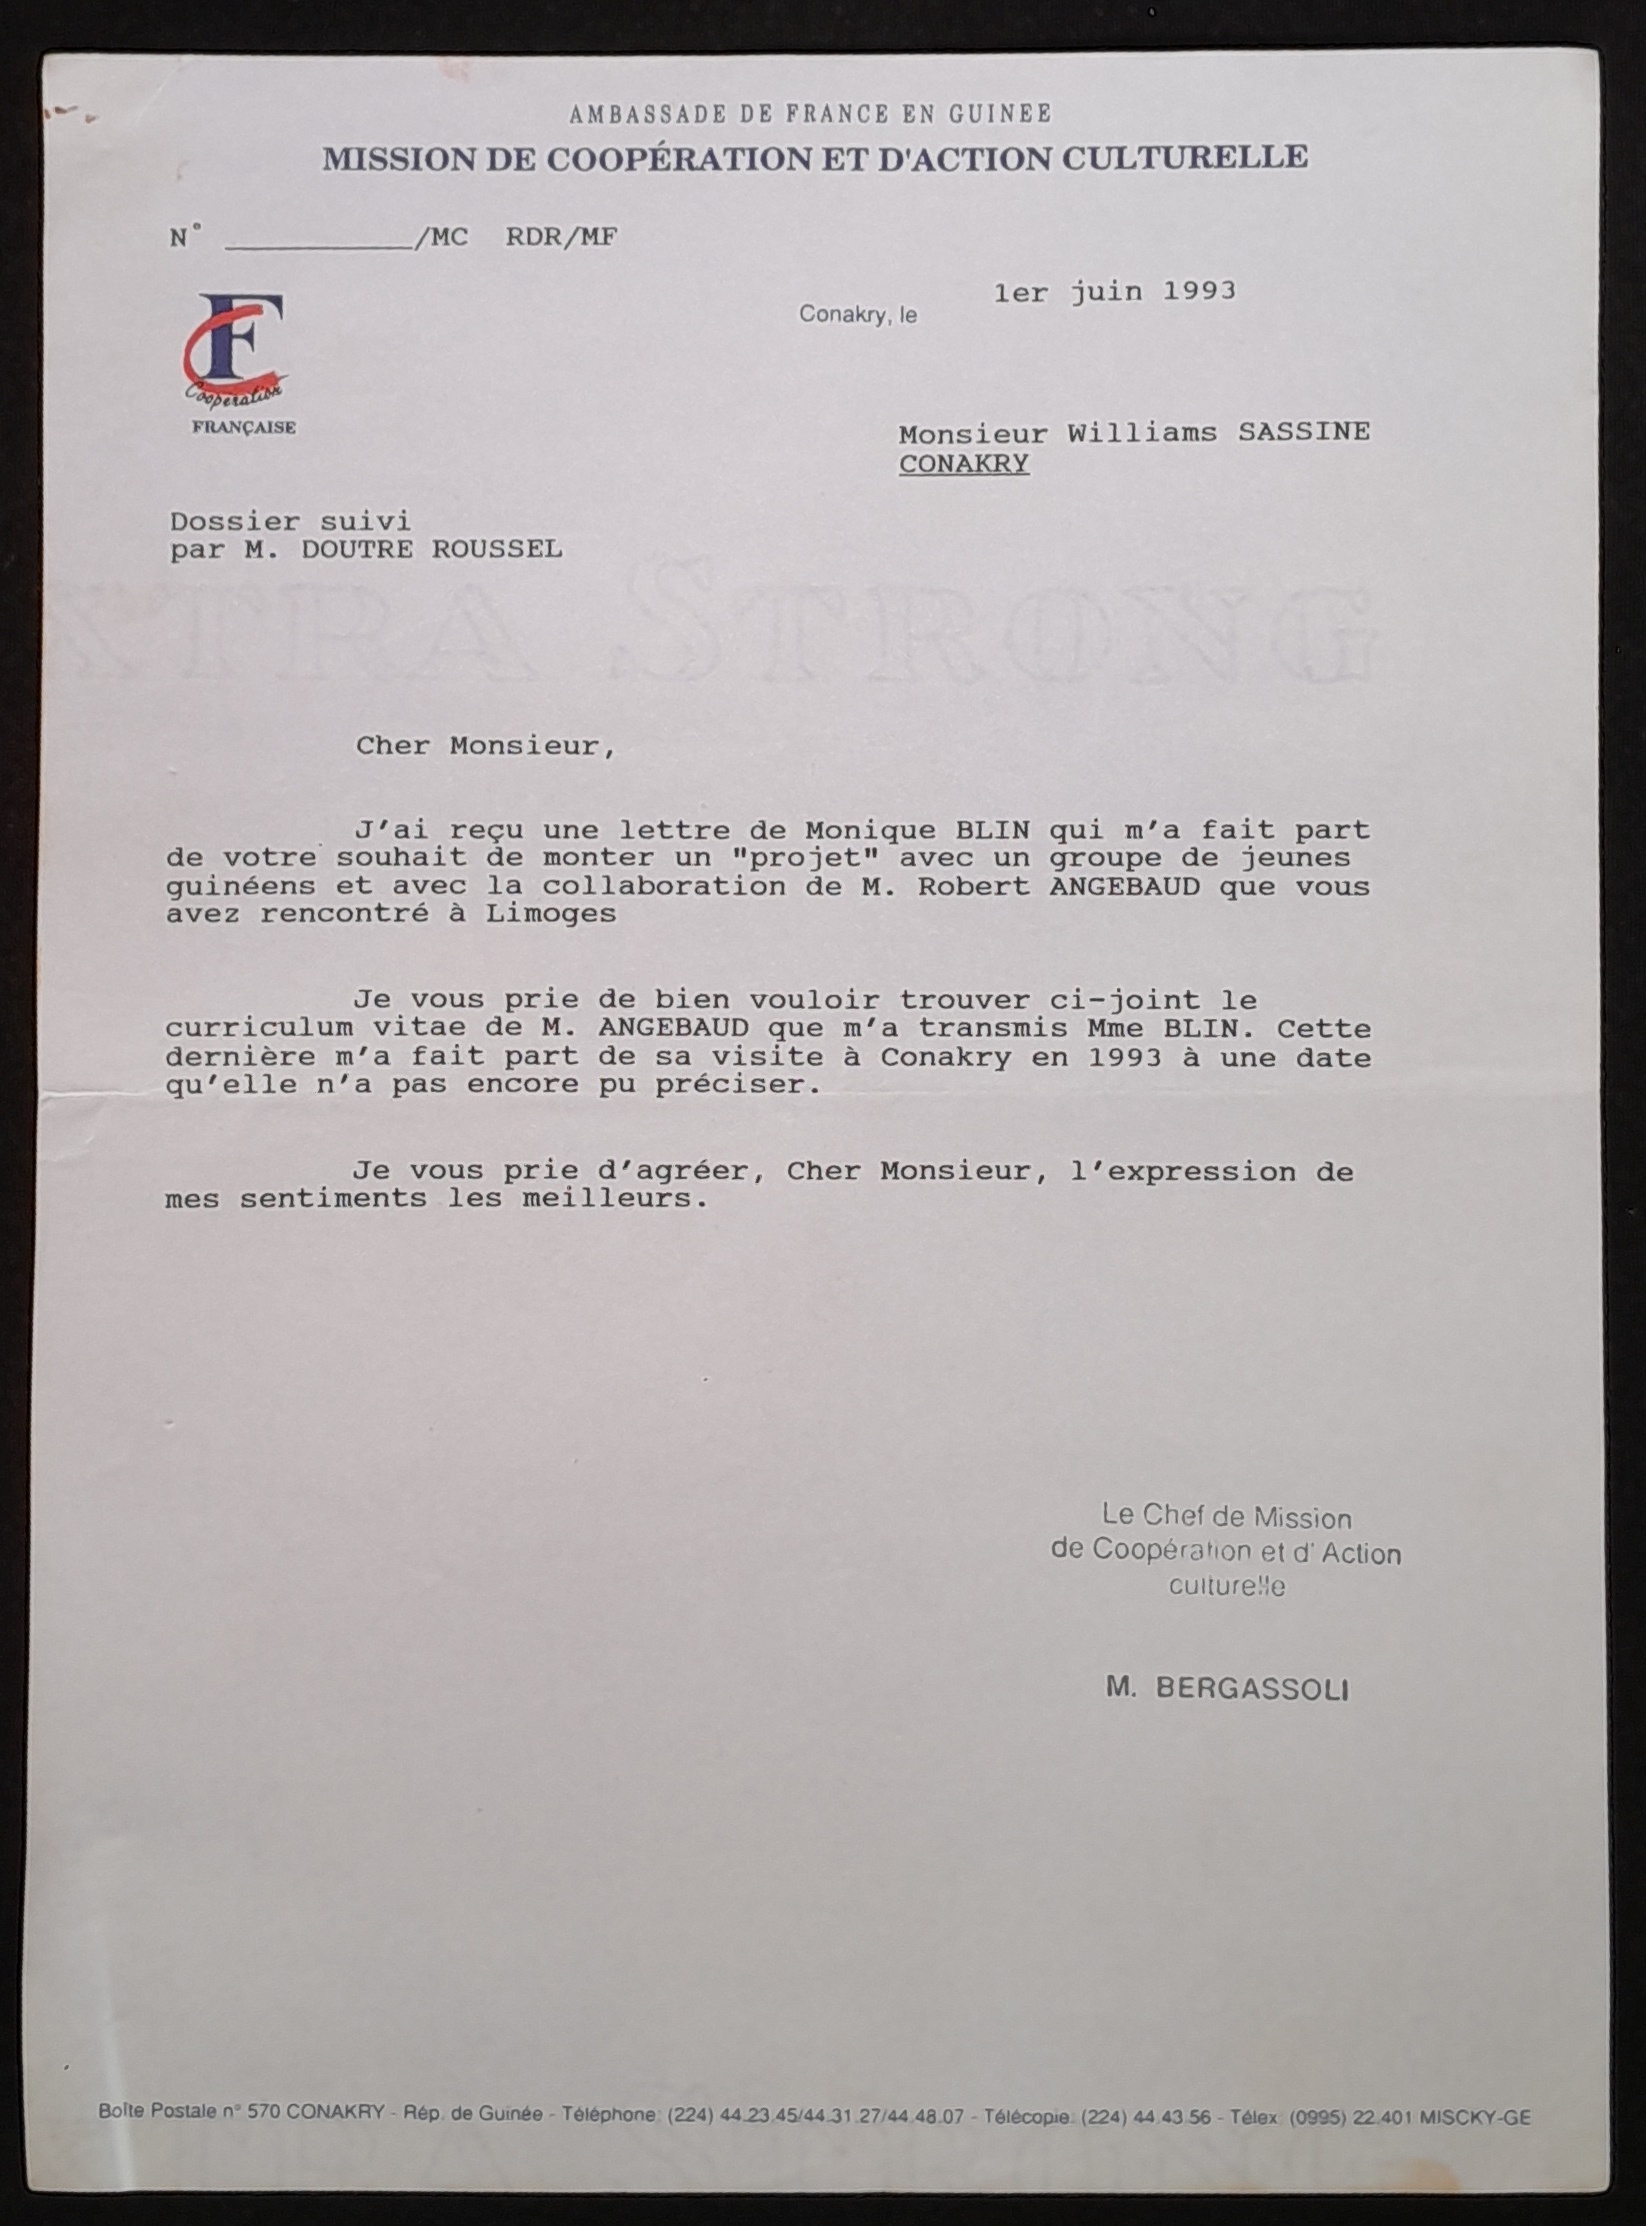 AMBASSADE DE FRANCE EN GUINEE
MISSION DE COOPÉRATION ET D'ACTION CULTURELLE
N° __________/MC RDR/MF
1er juin 1993
Conakry, le
F
Coopération
FRANÇAISE
Monsieur Williams SASSINE
CONAKRY
Dossier suivi
par M. DOUTRE ROUSSEL
XTRA STRONG
Cher Monsieur,
J'ai reçu une lettre de Monique BLIN qui m'a fait part
de votre souhait de monter un "projet" avec un groupe de jeunes
guinéens et avec la collaboration de M. Robert ANGEBAUD que vous
avez rencontré à Limoges
Je vous prie de bien vouloir trouver ci-joint le
curriculum vitae de M. ANGEBAUD que m'a transmis Mme BLIN. Cette
dernière m'a fait part de sa visite à Conakry en 1993 à une date
qu'elle n'a pas encore pu préciser.
Je vous prie d'agréer, Cher Monsieur, l'expression de
mes sentiments les meilleurs.
Le Chef de Mission
de Coopération et d' Action
culturelle
M. BERGASSOLI
Boîte Postale n° 570 CONAKRY - Rép. de Guinée - Téléphone: (224) 44.23.45/44.31.27/44.48.07 - Télécopie: (224) 44.43.56 - Télex: (0995) 22.401 MISCKY-GE